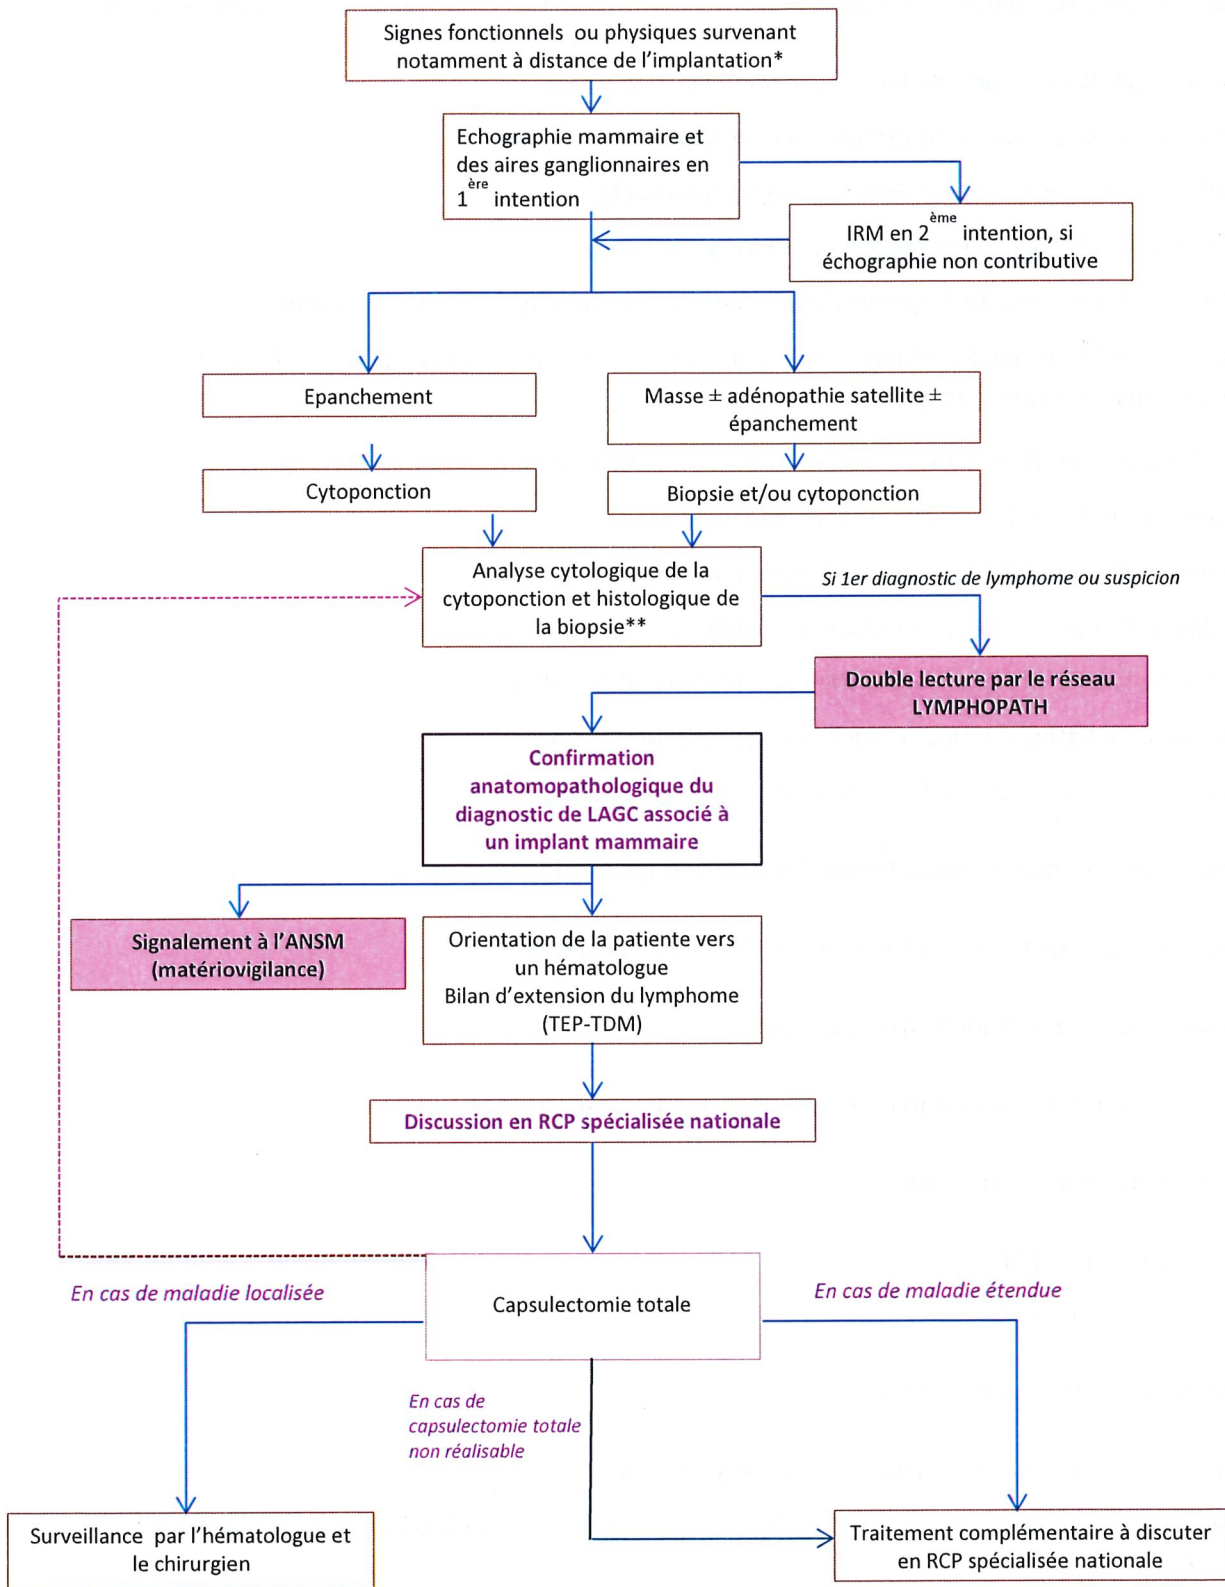 Signes fonctionnels ou physiques survenant
notamment à distance de l'implantation*
Echographie mammaire et
des aires ganglionnaires en
1ère intention
IRM en 2ème intention, si
échographie non contributive
Epanchement
Masse ± adénopathie satellite ±
épanchement
Cytoponction
Biopsie et/ou cytoponction
Analyse cytologique de la
cytoponction et histologique de
la biopsie**
Si 1er diagnostic de lymphome ou suspicion
Double lecture par le réseau
LYMPHOPATH
Confirmation
anatomopathologique du
diagnostic de LAGC associé à
un implant mammaire
Signalement à l'ANSM
(matériovigilance)
Orientation de la patiente vers
un hématologue
Bilan d'extension du lymphome
(TEP-TDM)
Discussion en RCP spécialisée nationale
En cas de maladie localisée
Capsulectomie totale
En cas de maladie étendue
En cas de
capsulectomie totale
non réalisable
Surveillance par l'hématologue et
le chirurgien
Traitement complémentaire à discuter
en RCP spécialisée nationale